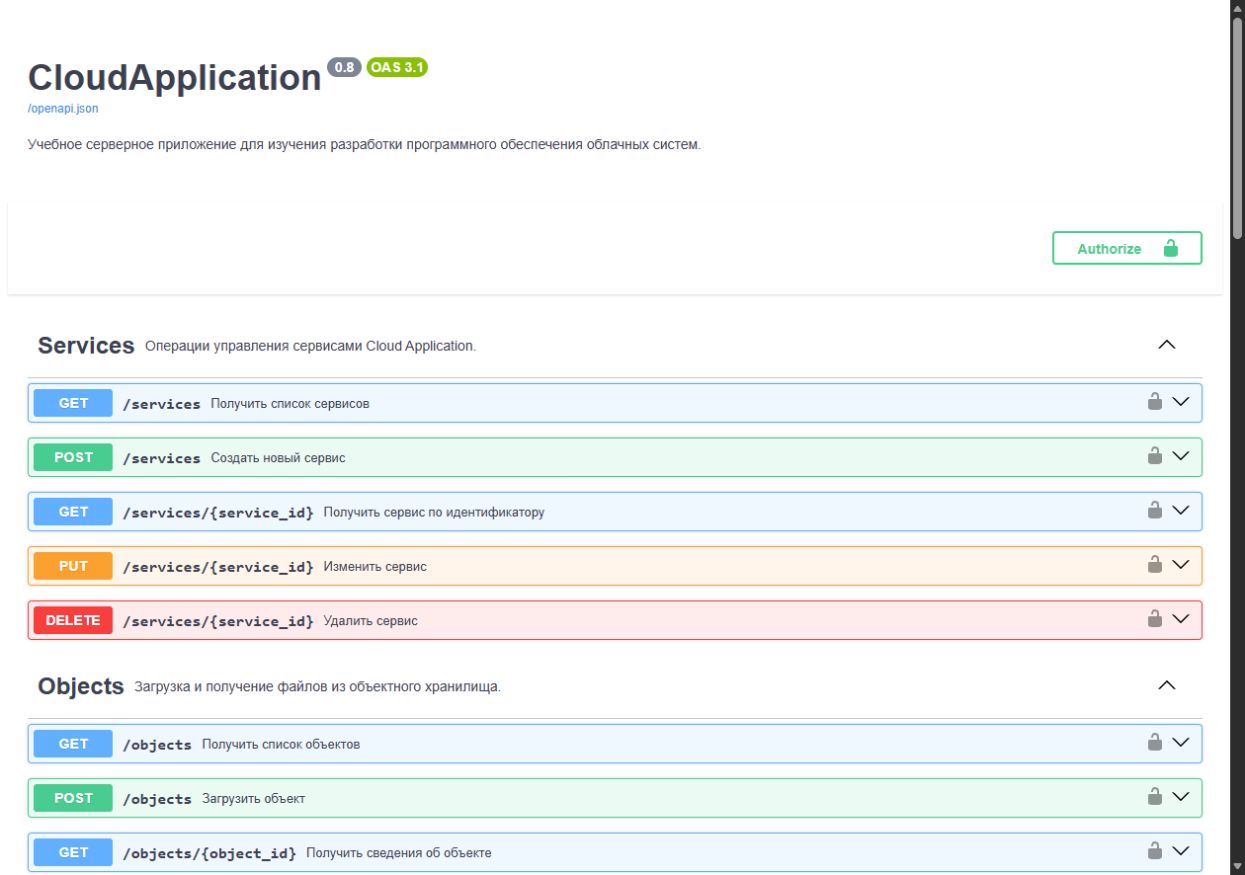 CloudApplication 0.8 OAS 3.1
/openapi.json
Учебное серверное приложение для изучения разработки программного обеспечения облачных систем.
Authorize
Services Операции управления сервисами Cloud Application.
GET /services Получить список сервисов
POST /services Создать новый сервис
GET /services/{service_id} Получить сервис по идентификатору
PUT /services/{service_id} Изменить сервис
DELETE /services/{service_id} Удалить сервис
Objects Загрузка и получение файлов из объектного хранилища.
GET /objects Получить список объектов
POST /objects Загрузить объект
GET /objects/{object_id} Получить сведения об объекте